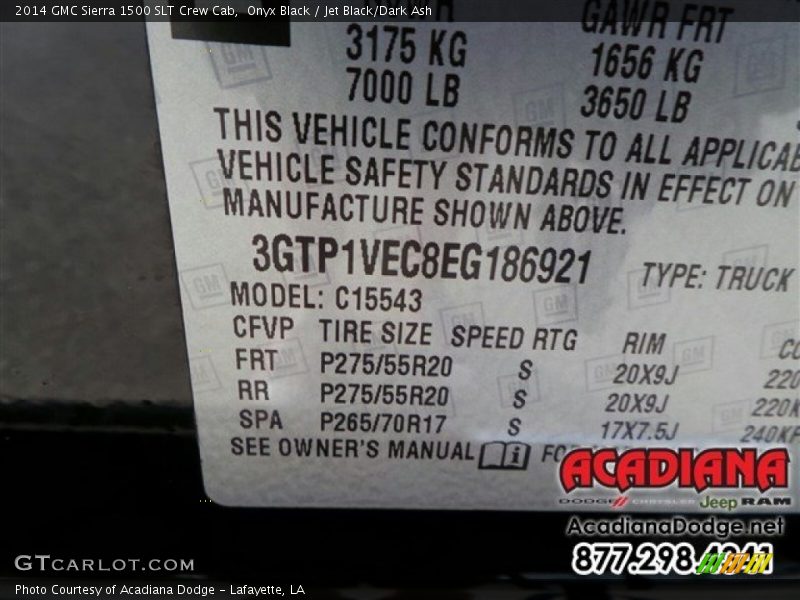 2014 GMC Sierra 1500 SLT Crew Cab, Onyx Black / Jet Black/Dark Ash
GAWR FRT
3175 KG 1656 KG
7000 LB 3650 LB
THIS VEHICLE CONFORMS TO ALL
VEHICLE SAFETY STANDARDS IN EFFECT ON
MANUFACTURE SHOWN ABOVE.
3GTP1VEC8EG186921 TYPE: TRUCK
MODEL: C15543
CFVP TIRE SIZE SPEED RTG RIM
FRT P275/55R20 S 20X9J
RR P275/55R20 S 20X9J
SPA P265/70R17 S 17X7.5J
SEE OWNER'S MANUAL
ACADIANA
DODGE CHRYSLER Jeep RAM
AcadianaDodge.net
GTCARLOT.COM
Photo Courtesy of Acadiana Dodge - Lafayette, LA